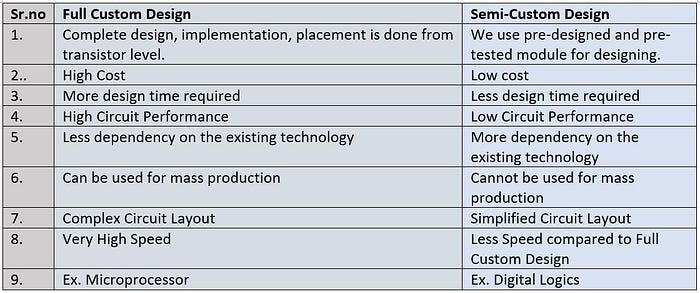 Sr.no Full Custom Design Semi-Custom Design
1. Complete design, implementation, placement is done from We use pre-designed and pre-
transistor level. tested module for designing.
2.. High Cost Low cost
3. More design time required Less design time required
4. High Circuit Performance Low Circuit Performance
5. Less dependency on the existing technology More dependency on the
existing technology
6. Can be used for mass production Cannot be used for mass
production
7. Complex Circuit Layout Simplified Circuit Layout
8. Very High Speed Less Speed compared to Full
Custom Design
9. Ex. Microprocessor Ex. Digital Logics